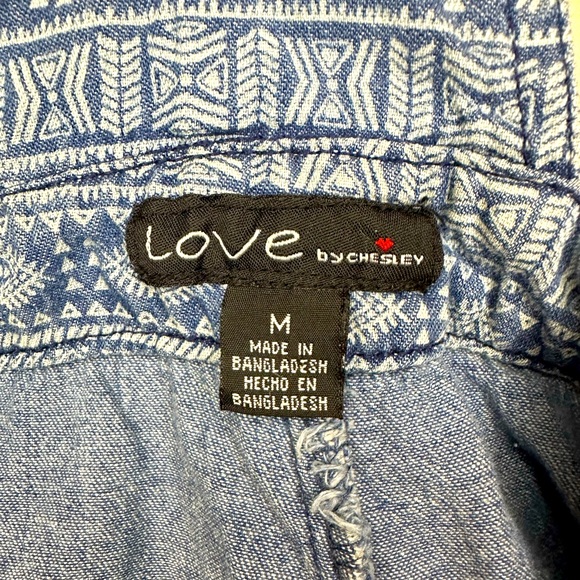 Love by CHESLEY
M
MADE IN
BANGLADESH
HECHO EN
BANGLADESH